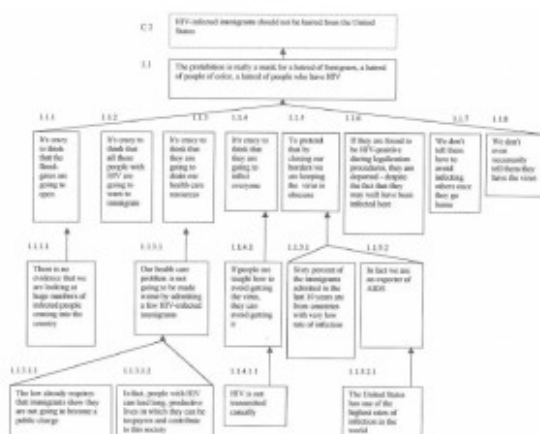 C 2
HIV-infected immigrants should not be barred from the United
States
1.1
The prohibition is really a mask for a hatred of foreigners, a hatred
of people of color, a hatred of people who have HIV
1.1.1 1.1.2 1.1.3 1.1.4 1.1.5 1.1.6 1.1.7 1.1.8
It's crazy to
think that
the flood-
gates are
going to
open
It's crazy to
think that
all these
people with
HIV are
going to
want to
immigrate
It's crazy to
think that
they are
going to
drain our
health care
resources
It's crazy to
think that
they are
going to
infect
everyone
To pretend
that by
closing our
borders we
are keeping
the virus at
If they are found to
be HIV-positive
during legalization
procedures, they are
deported - despite
the fact that they
may well have been
infected here
We don't
tell them
how to
avoid
infecting
others once
they go
home
We don't
even
tell them
they have
the virus
1.1.1.1 1.1.3.1 1.1.4.1 1.1.5.1 1.1.5.2
There is no
evidence that we
are looking at
huge numbers of
infected people
coming into the
country
Our health care
problem is not
going to be made
worse by admitting
a few HIV-infected
immigrants
If people are
taught how to
avoid getting
the virus,
they can
avoid getting
it
Sixty percent of
the immigrants
admitted in the
last 10 years are
from countries
with very low
rate of infection
In fact we are
an exporter of
AIDS
1.1.3.1.1 1.1.3.1.2 1.1.4.1.1 1.1.5.2.1
The law already requires
that immigrants show they
are not going to become a
public charge
In fact, people with HIV
can lead long, productive
lives in which they can be
taxpayers and contribute
to this society
HIV is not
transmitted
casually
The United States
has one of the
highest rates of
infection in the
world